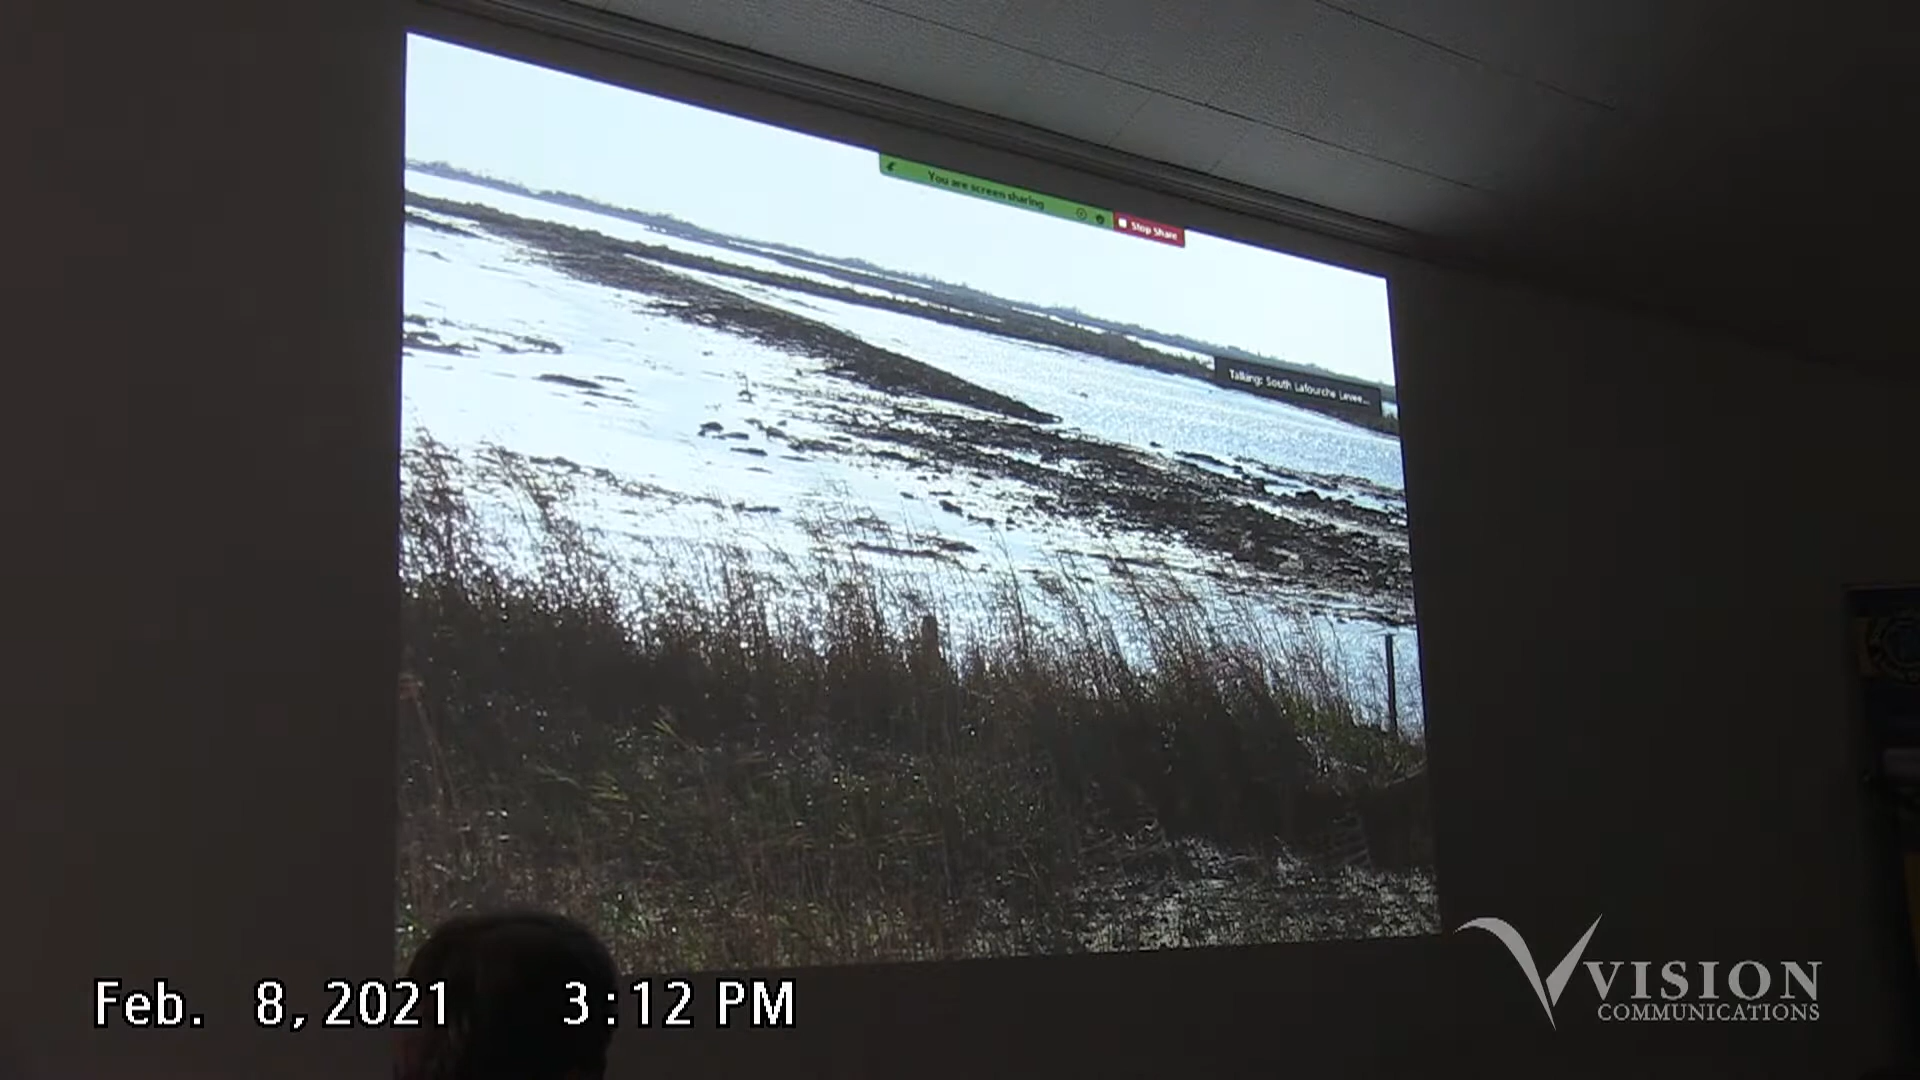 You are screen sharing
Stop Share
Talking: South Lafourche Levee...
Feb. 8, 2021 3:12 PM
VISION
COMMUNICATIONS